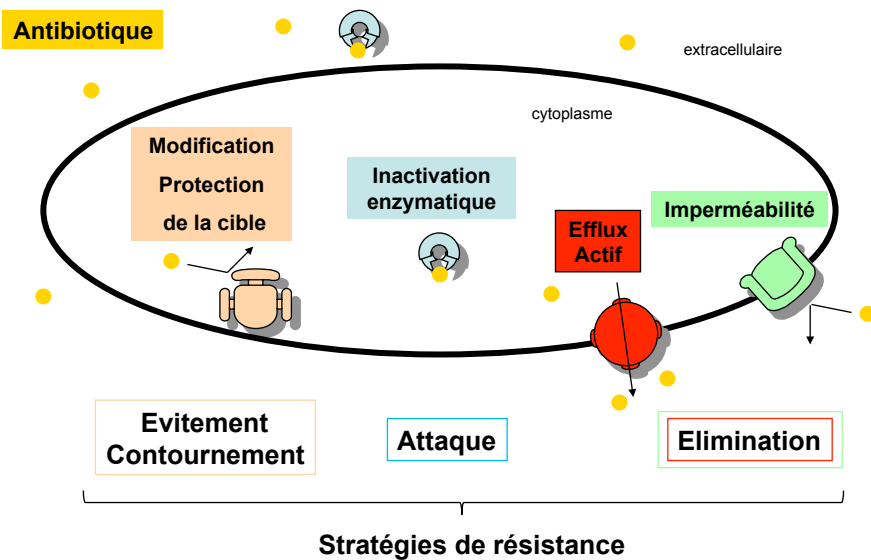 Antibiotique
extracellulaire
cytoplasme
Modification
Protection
de la cible
Inactivation
enzymatique
Efflux
Actif
Imperméabilité
Evitement
Contournement
Attaque
Elimination
Stratégies de résistance